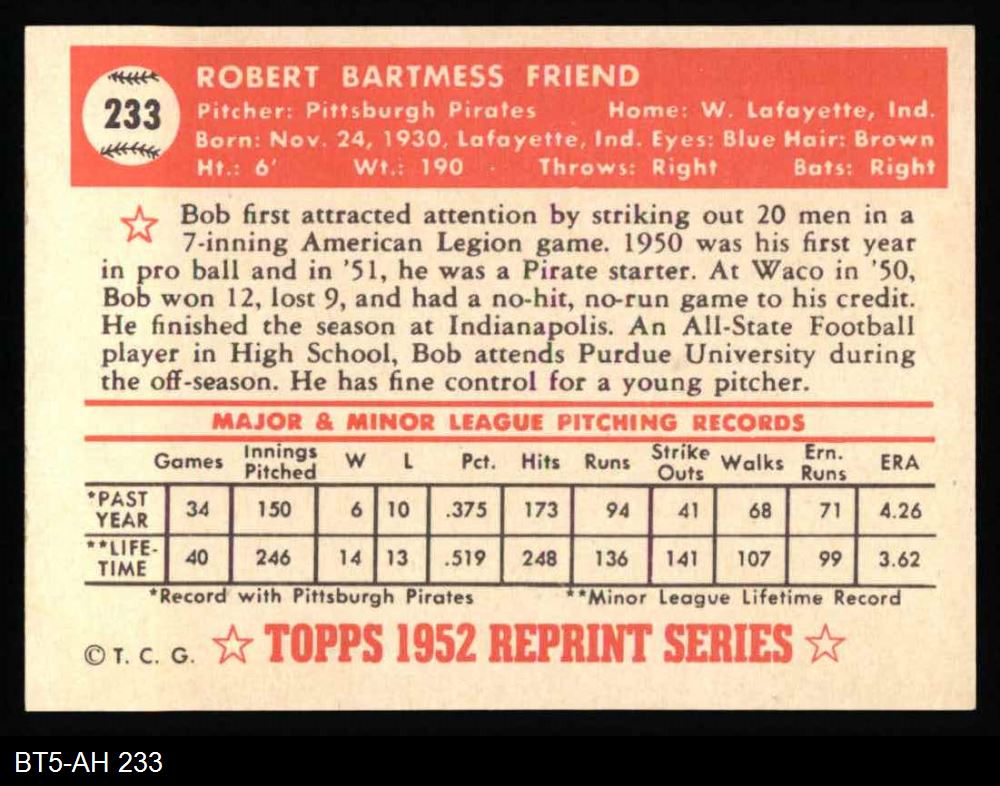 233
ROBERT BARTMESS FRIEND
Pitcher: Pittsburgh Pirates Home: W. Lafayette, Ind.
Born: Nov. 24, 1930, Lafayette, Ind. Eyes: Blue Hair: Brown
Ht.: 6' Wt.: 190 Throws: Right Bats: Right
Bob first attracted attention by striking out 20 men in a
7-inning American Legion game. 1950 was his first year
in pro ball and in '51, he was a Pirate starter. At Waco in '50,
Bob won 12, lost 9, and had a no-hit, no-run game to his credit.
He finished the season at Indianapolis. An All-State Football
player in High School, Bob attends Purdue University during
the off-season. He has fine control for a young pitcher.
MAJOR & MINOR LEAGUE PITCHING RECORDS
Games Innings Pitched W L Pct. Hits Runs Strike Outs Walks Ern. Runs ERA
*PAST YEAR 34 150 6 10 .375 173 94 41 68 71 4.26
**LIFE-TIME 40 246 14 13 .519 248 136 141 107 99 3.62
*Record with Pittsburgh Pirates **Minor League Lifetime Record
© T. C. G. TOPPS 1952 REPRINT SERIES
BT5-AH 233